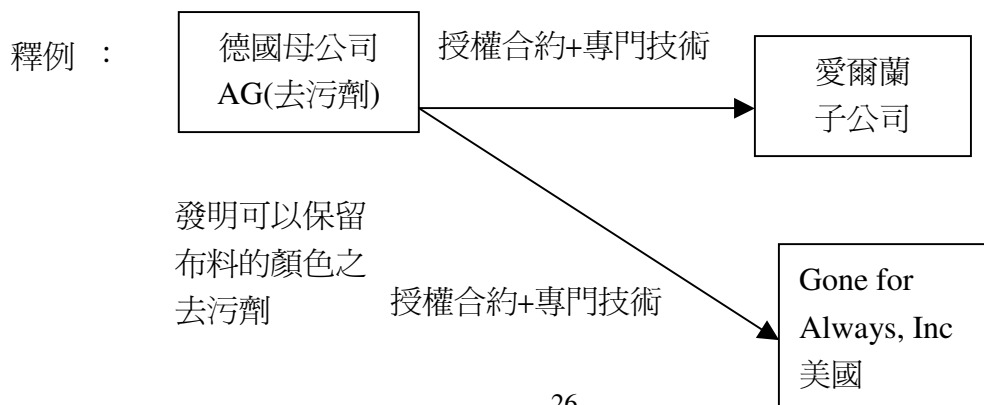 釋例 ：
德國母公司
AG(去污劑)
授權合約+專門技術
愛爾蘭
子公司
發明可以保留
布料的顏色之
去污劑
授權合約+專門技術
Gone for
Always, Inc
美國
26